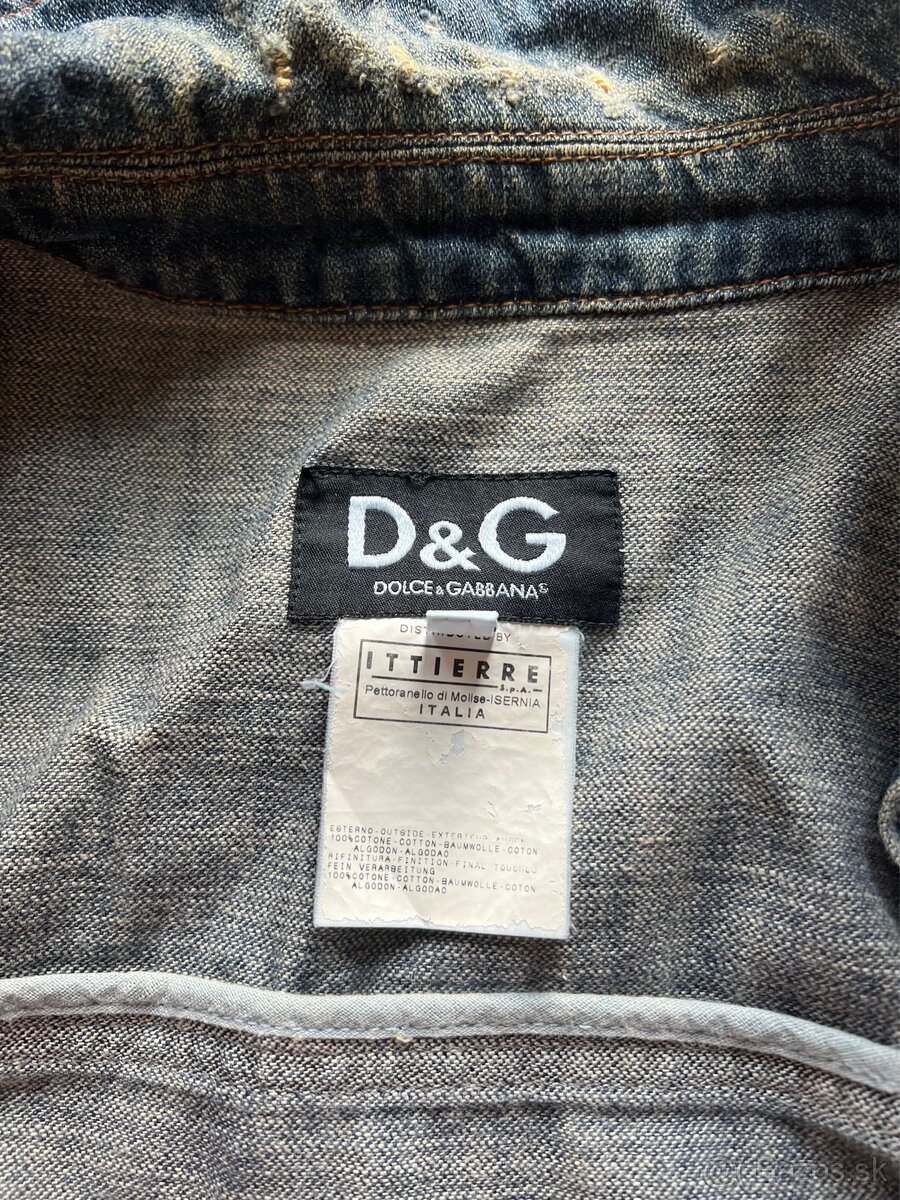 D&G
DOLCE & GABBANA
DISTRIBUTED BY
ITTIERRE
S.p.A.
Pettoranello di Molise-ISERNIA
ITALIA
ESTERNO-OUTSIDE-EXTERIEUR
100%COTONE-COTTON-BAUMWOLLE-COTON
ALGODON-ALGODAO
RIFINITURA-FINITION-FINAL TOUCHES
FEIN VERARBEITUNG
100%COTONE-COTTON-BAUMWOLLE-COTON
ALGODON-ALGODAO